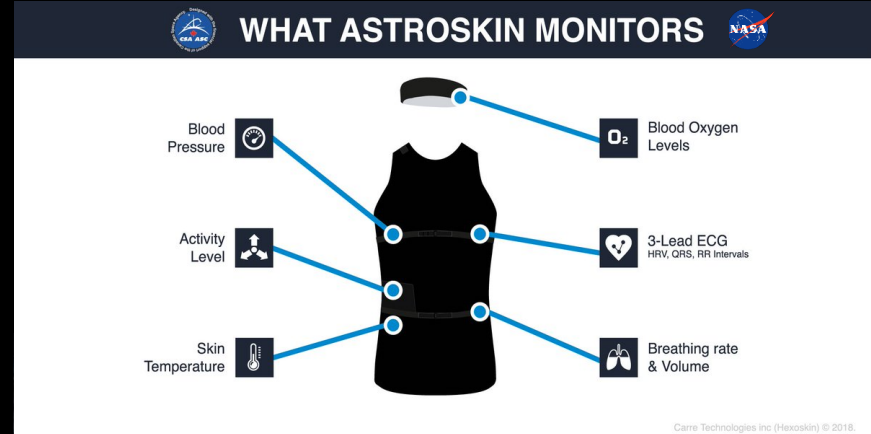 WHAT ASTROSKIN MONITORS
CSA ASC
NASA
Blood
Pressure
Blood Oxygen
Levels
O₂
Activity
Level
3-Lead ECG
HRV, QRS, RR Intervals
Skin
Temperature
Breathing rate
& Volume
Carre Technologies inc (Hexoskin) © 2018.